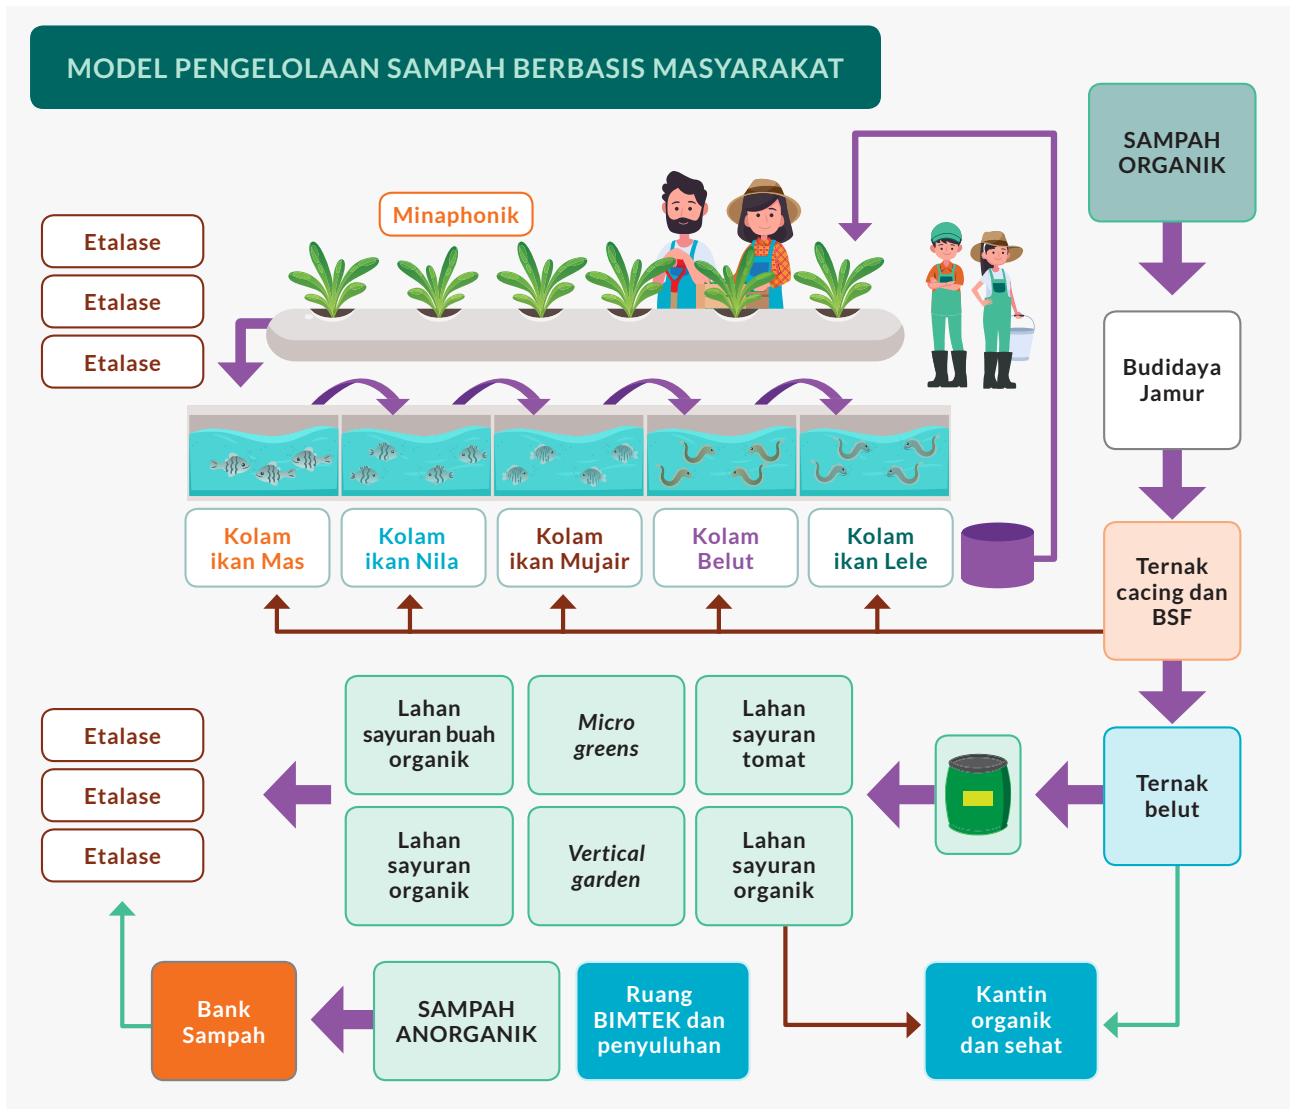 MODEL PENGELOLAAN SAMPAH BERBASIS MASYARAKAT
SAMPAH
ORGANIK
Minaphonik
Etalase
Etalase
Etalase
Budidaya
Jamur
Kolam
ikan Mas
Kolam
ikan Nila
Kolam
ikan Mujair
Kolam
Belut
Kolam
ikan Lele
Ternak
cacing dan
BSF
Etalase
Etalase
Etalase
Lahan
sayuran buah
organik
Micro
greens
Lahan
sayuran
tomat
Ternak
belut
Lahan
sayuran
organik
Vertical
garden
Lahan
sayuran
organik
Bank
Sampah
SAMPAH
ANORGANIK
Ruang
BIMTEK dan
penyuluhan
Kantin
organik
dan sehat